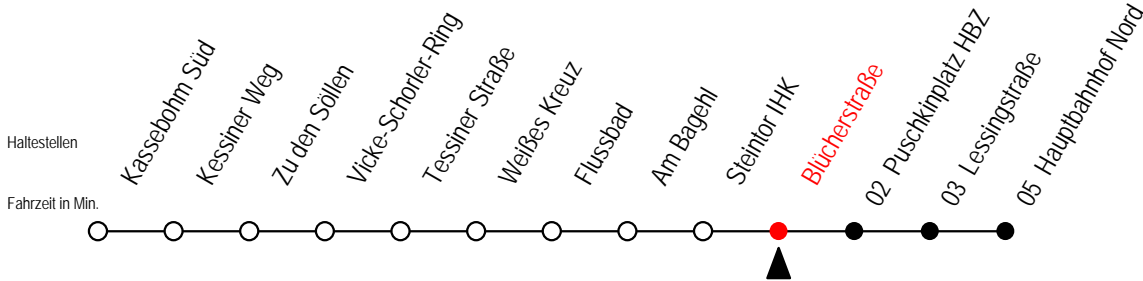 Haltestellen
Fahrzeit in Min.
Kassebohm Süd
Kessiner Weg
Zu den Söllen
Vicke-Schorler-Ring
Tessiner Straße
Weißes Kreuz
Flussbad
Am Bagehl
Steintor IHK
Blücherstraße
02 Puschkinplatz HBZ
03 Lessingstraße
05 Hauptbahnhof Nord